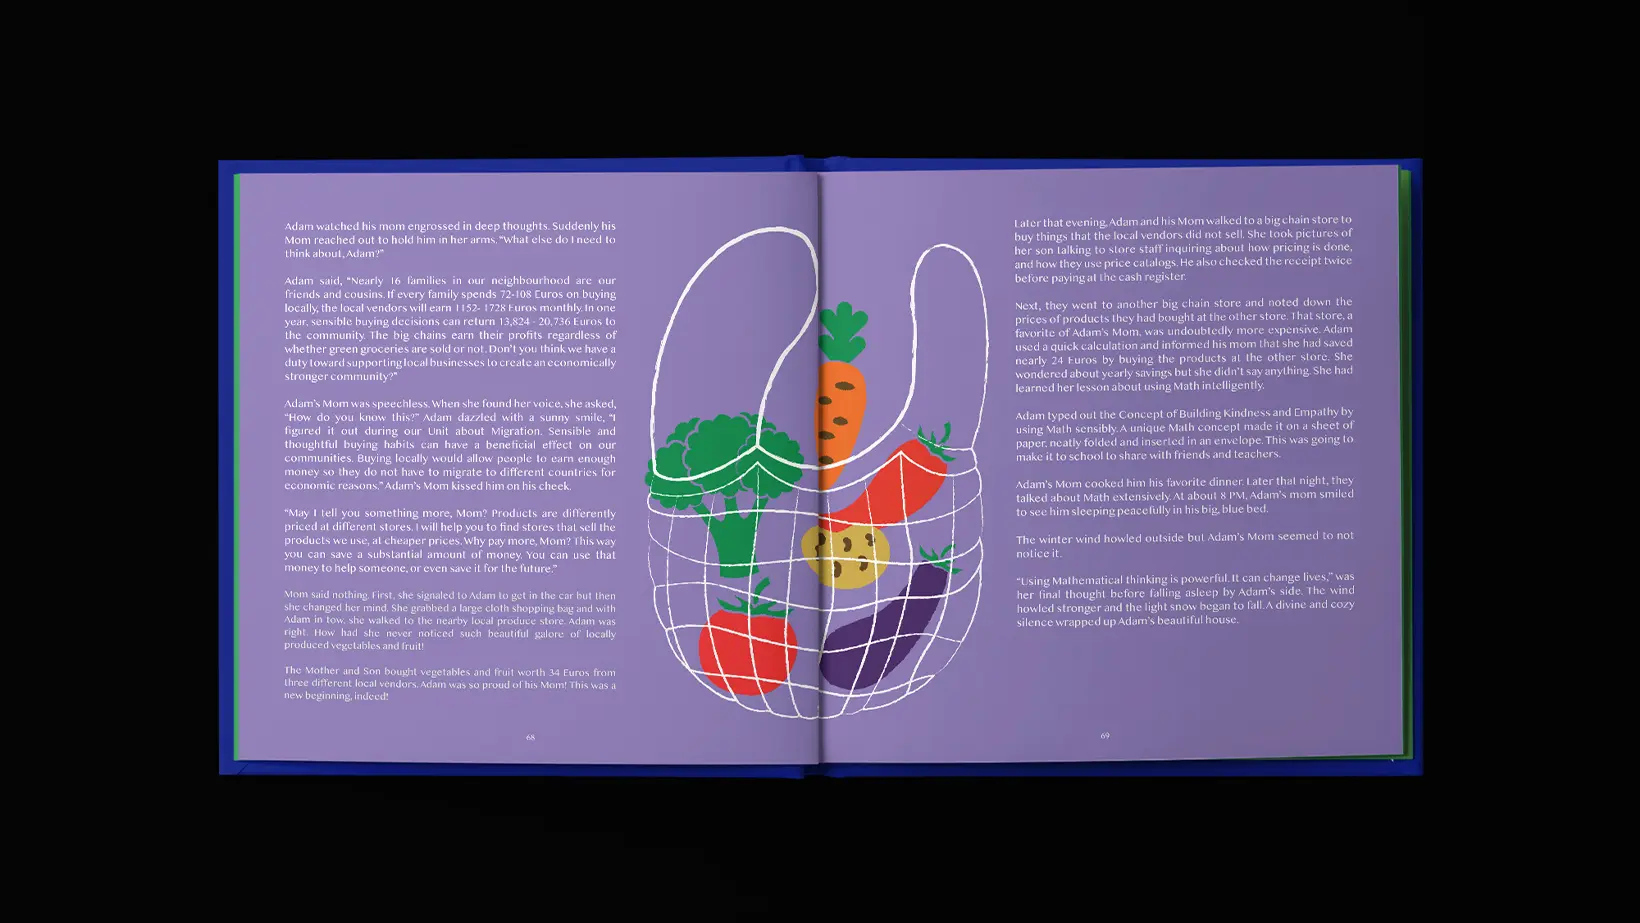 Adam watched his mom engrossed in deep thoughts. Suddenly his
Mom reached out to hold him in her arms. "What else do I need to
think about, Adam?"
Adam said, "Nearly 16 families in our neighbourhood are our
friends and cousins. If every family spends 72-108 Euros on buying
locally, the local vendors will earn 1152- 1728 Euros monthly. In one
year, sensible buying decisions can return 13,824 - 20,736 Euros to
the community. The big chains earn their profits regardless of
whether green groceries are sold or not. Don't you think we have a
duty toward supporting local businesses to create an economically
stronger community?"
Adam's Mom was speechless. When she found her voice, she asked,
"How do you know this?" Adam dazzled with a sunny smile, "I
figured it out during our Unit about Migration. Sensible and
thoughtful buying habits can have a beneficial effect on our
communities. Buying locally would allow people to earn enough
money so they do not have to migrate to different countries for
economic reasons." Adam's Mom kissed him on his cheek.
"May I tell you something more, Mom? Products are differently
priced at different stores. I will help you to find stores that sell the
products we use, at cheaper prices. Why pay more, Mom? This way
you can save a substantial amount of money. You can use that
money to help someone, or even save it for the future."
Mom said nothing. First, she signaled to Adam to get in the car but then
she changed her mind. She grabbed a large cloth shopping bag and with
Adam in tow, she walked to the nearby local produce store. Adam was
right. How had she never noticed such beautiful galore of locally
produced vegetables and fruit!
The Mother and Son bought vegetables and fruit worth 34 Euros from
three different local vendors. Adam was so proud of his Mom! This was a
new beginning, indeed!
68
Later that evening, Adam and his Mom walked to a big chain store to
buy things that the local vendors did not sell. She took pictures of
her son talking to store staff inquiring about how pricing is done,
and how they use price catalogs. He also checked the receipt twice
before paying at the cash register.
Next, they went to another big chain store and noted down the
prices of products they had bought at the other store. That store, a
favorite of Adam's Mom, was undoubtedly more expensive. Adam
used a quick calculation and informed his mom that she had saved
nearly 24 Euros by buying the products at the other store. She
wondered about yearly savings but she didn't say anything. She had
learned her lesson about using Math intelligently.
Adam typed out the Concept of Building Kindness and Empathy by
using Math sensibly. A unique Math concept made it on a sheet of
paper, neatly folded and inserted in an envelope. This was going to
make it to school to share with friends and teachers.
Adam's Mom cooked him his favorite dinner. Later that night, they
talked about Math extensively. At about 8 PM, Adam's mom smiled
to see him sleeping peacefully in his big, blue bed.
The winter wind howled outside but Adam's Mom seemed to not
notice it.
"Using Mathematical thinking is powerful. It can change lives," was
her final thought before falling asleep by Adam's side. The wind
howled stronger and the light snow began to fall. A divine and cozy
silence wrapped up Adam's beautiful house.
69